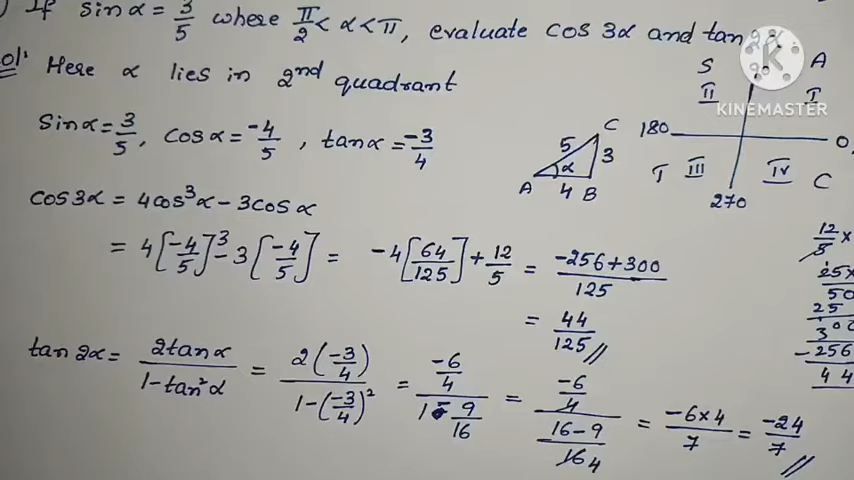 If sinα = 3/5 where π/2 < α < π, evaluate cos 3α and tan 2α
Sol: Here α lies in 2nd quadrant
sinα = 3/5, cosα = -4/5, tanα = -3/4
cos3α = 4cos³α - 3cosα
= 4[-4/5]³ - 3[-4/5] = -4[64/125] + 12/5 = (-256+300)/125
= 44/125 //
tan2α = 2tanα/(1-tan²α) = 2(-3/4)/(1-(-3/4)²) = (-6/4)/(1-9/16) = (-6/4)/((16-9)/16) 4 = (-6×4)/7 = -24/7 //
C
5
α
3
A
4
B
S
A
II
I
180
0
T
III
IV
C
270
KINEMASTER
12/5 ×
25×
50
25
300
-256
44